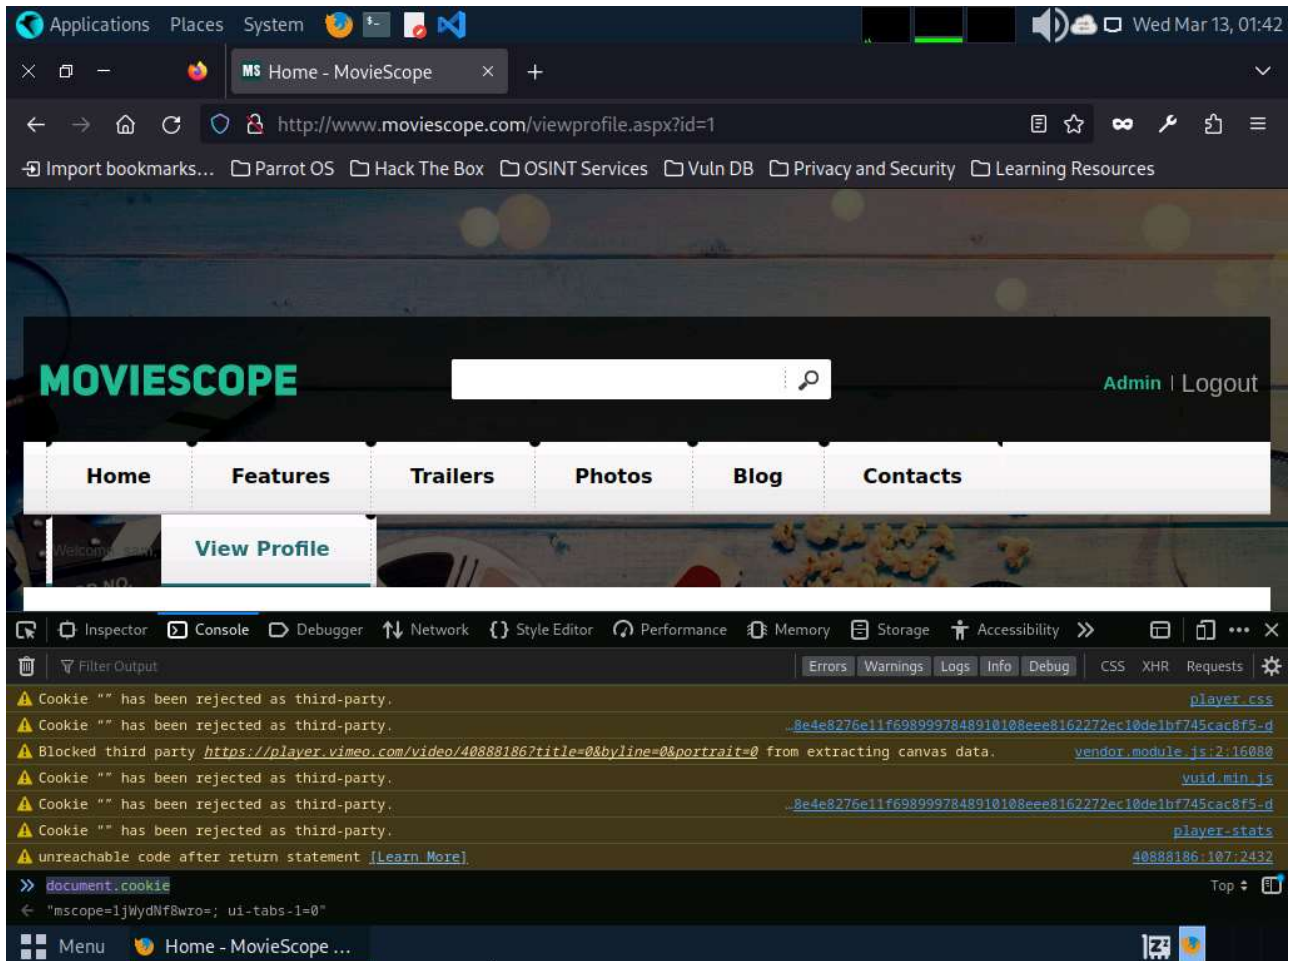 Applications Places System Wed Mar 13, 01:42
MS Home - MovieScope
http://www.moviescope.com/viewprofile.aspx?id=1
Import bookmarks... Parrot OS Hack The Box OSINT Services Vuln DB Privacy and Security Learning Resources
MOVIESCOPE Admin | Logout
Home Features Trailers Photos Blog Contacts
Welcome, sam, View Profile
NO.
Inspector Console Debugger Network {} Style Editor Performance Memory Storage Accessibility
Filter Output Errors Warnings Logs Info Debug CSS XHR Requests
Cookie “” has been rejected as third-party. player.css
Cookie “” has been rejected as third-party. …8e4e8276e11f6989997848910108eee8162272ec10de1bf745cac8f5-d
Blocked third party https://player.vimeo.com/video/40888186?title=0&byline=0&portrait=0 from extracting canvas data. vendor.module.js:2:16080
Cookie “” has been rejected as third-party. vuid.min.js
Cookie “” has been rejected as third-party. …8e4e8276e11f6989997848910108eee8162272ec10de1bf745cac8f5-d
Cookie “” has been rejected as third-party. player-stats
unreachable code after return statement [Learn More] 40888186:107:2432
document.cookie Top
"mscope=1jWydNf8wro=; ui-tabs-1=0"
Menu Home - MovieScope ...